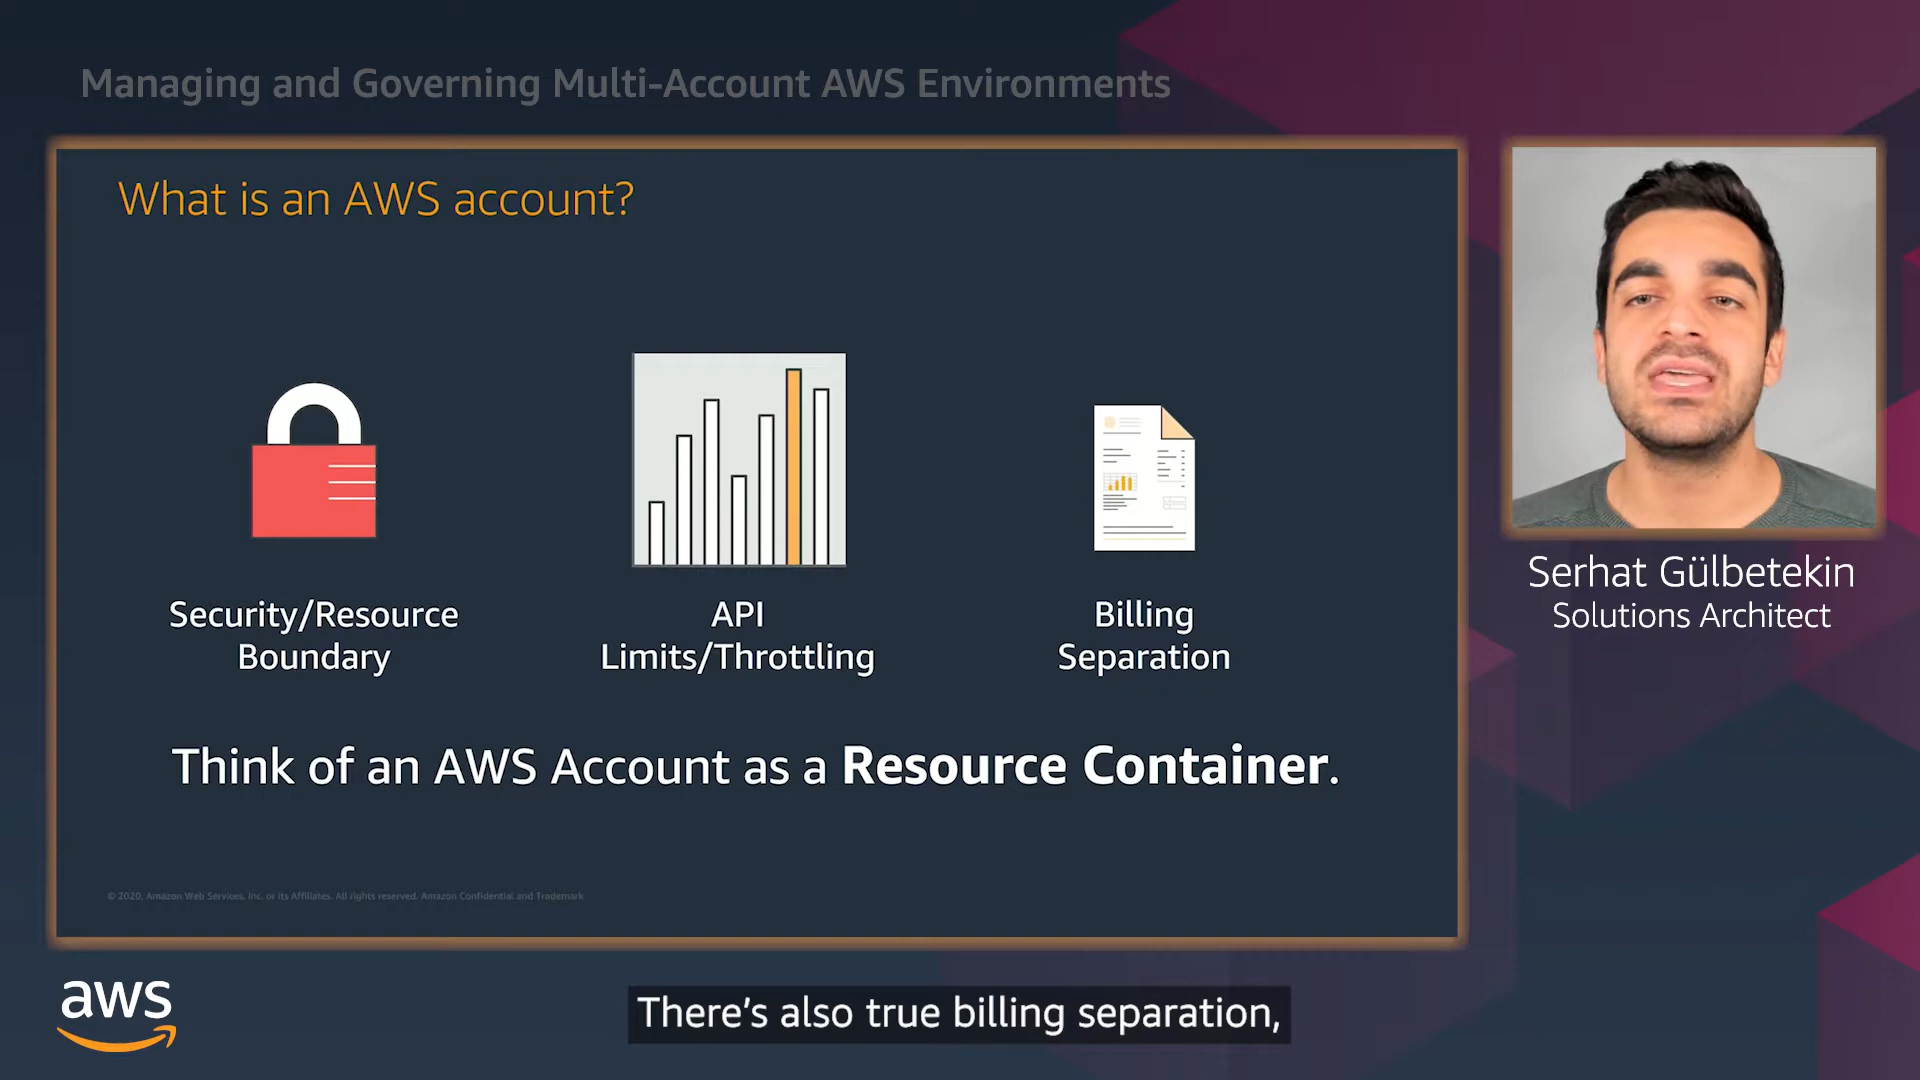 Managing and Governing Multi-Account AWS Environments
What is an AWS account?
Security/Resource
Boundary
API
Limits/Throttling
Billing
Separation
Think of an AWS Account as a Resource Container.
© 2020, Amazon Web Services, Inc. or its Affiliates. All rights reserved. Amazon Confidential and Trademark
Serhat Gülbetekin
Solutions Architect
aws
There's also true billing separation,